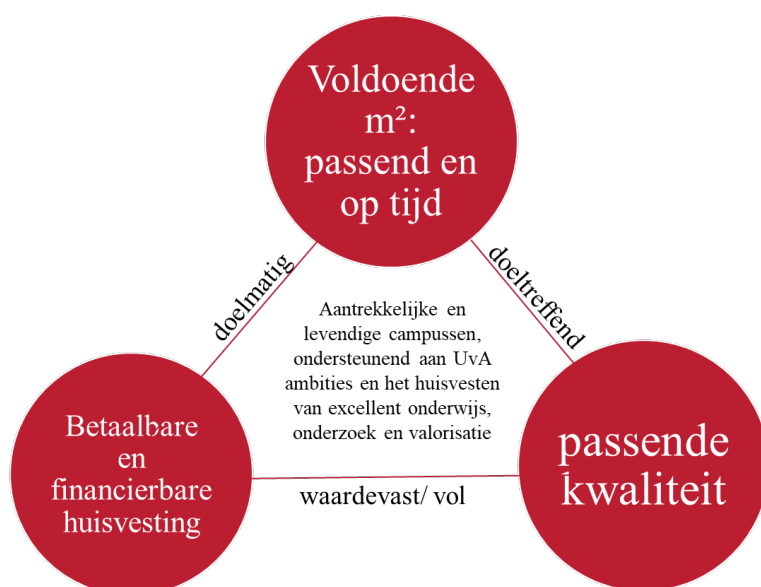 Voldoende
m²:
passend en
op tijd
doelmatig
doeltreffend
Aantrekkelijke en
levendige campussen,
ondersteunend aan UvA
ambities en het huisvesten
van excellent onderwijs,
onderzoek en valorisatie
Betaalbare
en
financierbare
huisvesting
waardevast/ vol
passende
kwaliteit